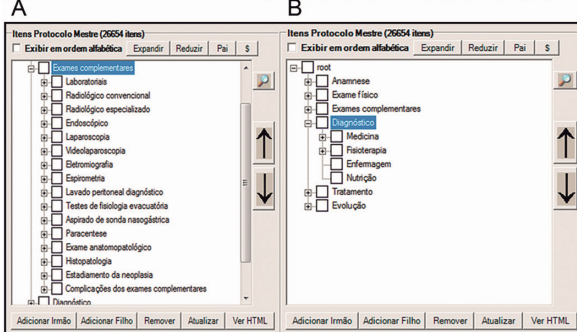 A
Itens Protocolo Mestre (26654 itens)
Exibir em ordem alfabética Expandir Reduzir Pai $
Exames complementares
Laboratoriais
Radiológico convencional
Radiológico especializado
Endoscópico
Laparoscopia
Videolaparoscopia
Eletromiografia
Espirometria
Lavado peritoneal diagnóstico
Testes de fisiologia evacuatória
Aspirado de sonda nasogástrica
Paracentese
Exame anatomopatológico
Histopatologia
Estadiamento da neoplasia
Complicações dos exames complementares
Diagnóstico
Adicionar Irmão Adicionar Filho Remover Atualizar Ver HTML
B
Itens Protocolo Mestre (26654 itens)
Exibir em ordem alfabética Expandir Reduzir Pai $
root
Anamnese
Exame físico
Exames complementares
Diagnóstico
Medicina
Fisioterapia
Enfermagem
Nutrição
Tratamento
Evolução
Adicionar Irmão Adicionar Filho Remover Atualizar Ver HTML